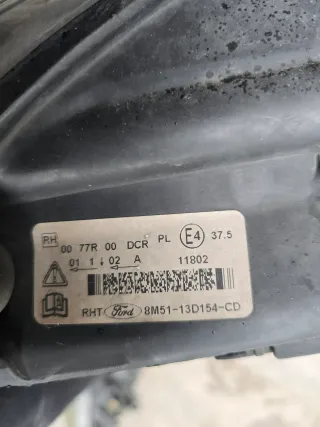 RH 00 77R 00 DCR PL E4 37.5
01 1 02 A 11802
RHT Ford 8M51-13D154-CD